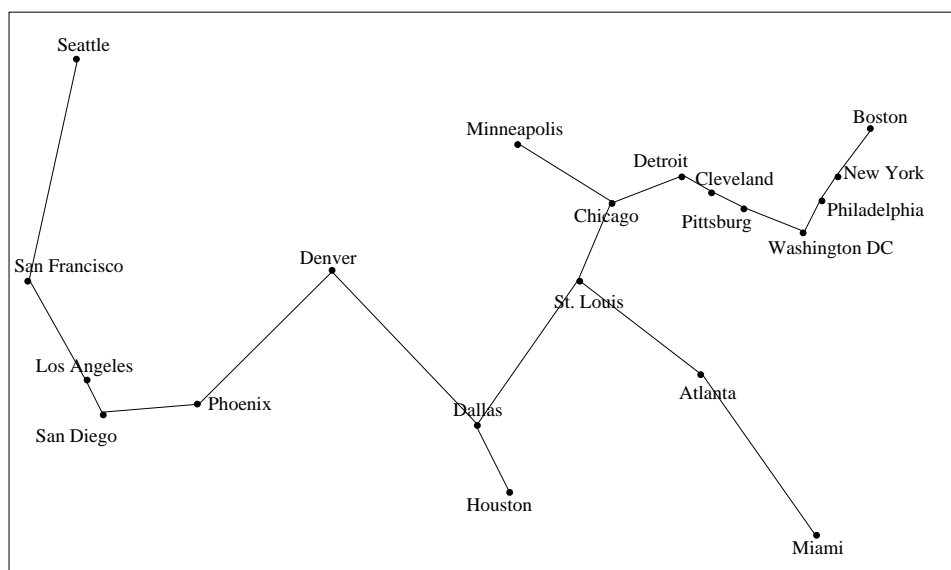 Seattle
Boston
Minneapolis
Detroit
New York
Cleveland
Philadelphia
Chicago
Pittsburg
Washington DC
San Francisco
Denver
St. Louis
Los Angeles
Atlanta
Phoenix
Dallas
San Diego
Houston
Miami